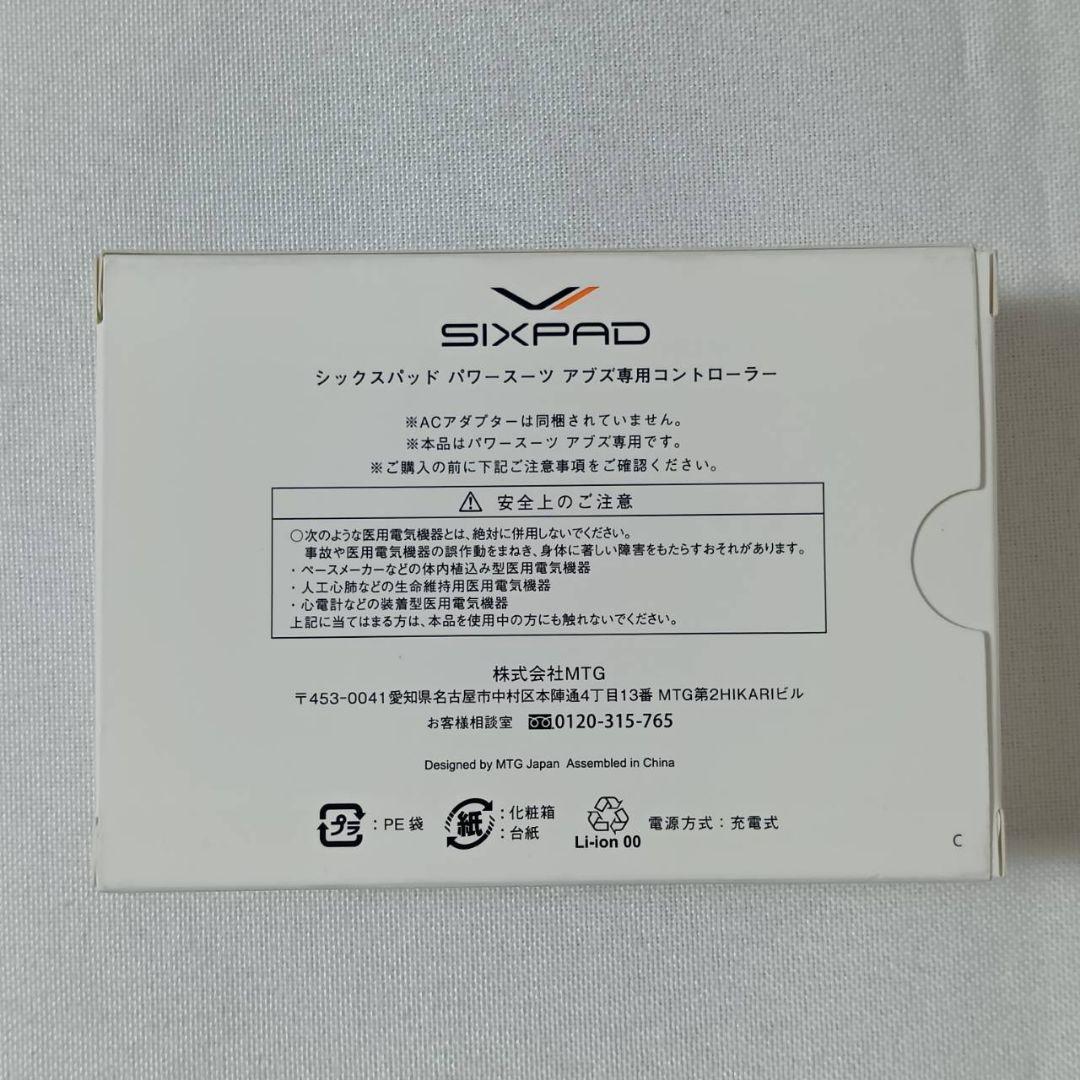 SIXPAD
シックスパッド パワースーツ アブズ専用コントローラー
※ACアダプターは同梱されていません。
※本品はパワースーツ アブズ専用です。
※ご購入の前に下記ご注意事項をご確認ください。
安全上のご注意
○次のような医用電気機器とは、絶対に併用しないでください。
事故や医用電気機器の誤作動をまねき、身体に著しい障害をもたらすおそれがあります。
・ペースメーカーなどの体内植込み型医用電気機器
・人工心肺などの生命維持用医用電気機器
・心電計などの装着型医用電気機器
上記に当てはまる方は、本品を使用中の方にも触れないでください。
株式会社MTG
〒453-0041 愛知県名古屋市中村区本陣通4丁目13番 MTG第2HIKARIビル
お客様相談室 0120-315-765
Designed by MTG Japan Assembled in China
プラ：PE袋
紙：化粧箱
：台紙
Li-ion 00
電源方式：充電式
C